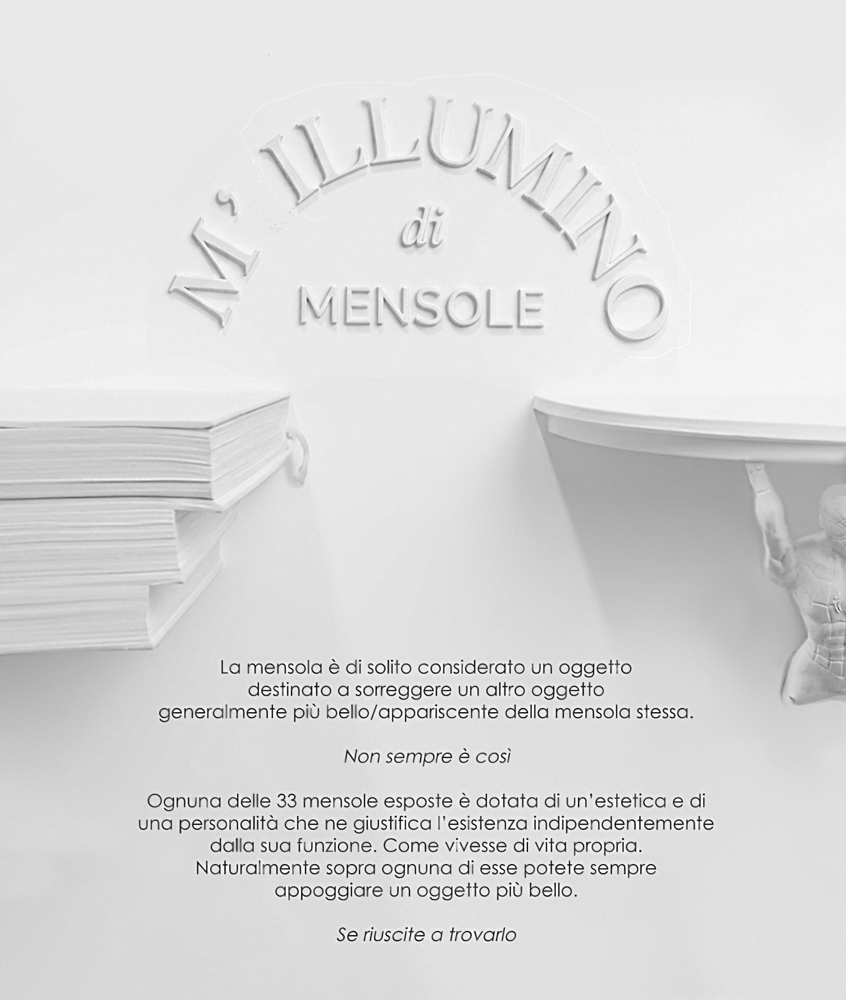 M' ILLUMINO
di
MENSOLE
La mensola è di solito considerato un oggetto
destinato a sorreggere un altro oggetto
generalmente più bello/appariscente della mensola stessa.
Non sempre è così
Ognuna delle 33 mensole esposte è dotata di un'estetica e di
una personalità che ne giustifica l'esistenza indipendentemente
dalla sua funzione. Come vivesse di vita propria.
Naturalmente sopra ognuna di esse potete sempre
appoggiare un oggetto più bello.
Se riuscite a trovarlo